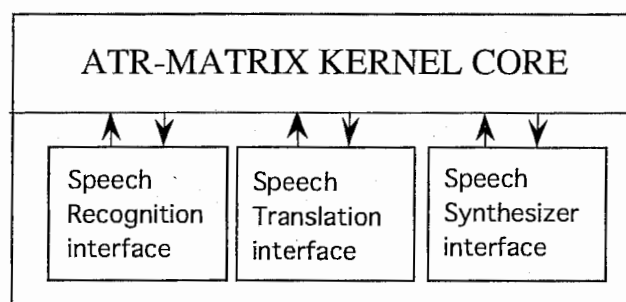 ATR-MATRIX KERNEL CORE
Speech
Recognition
interface
Speech
Translation
interface
Speech
Synthesizer
interface